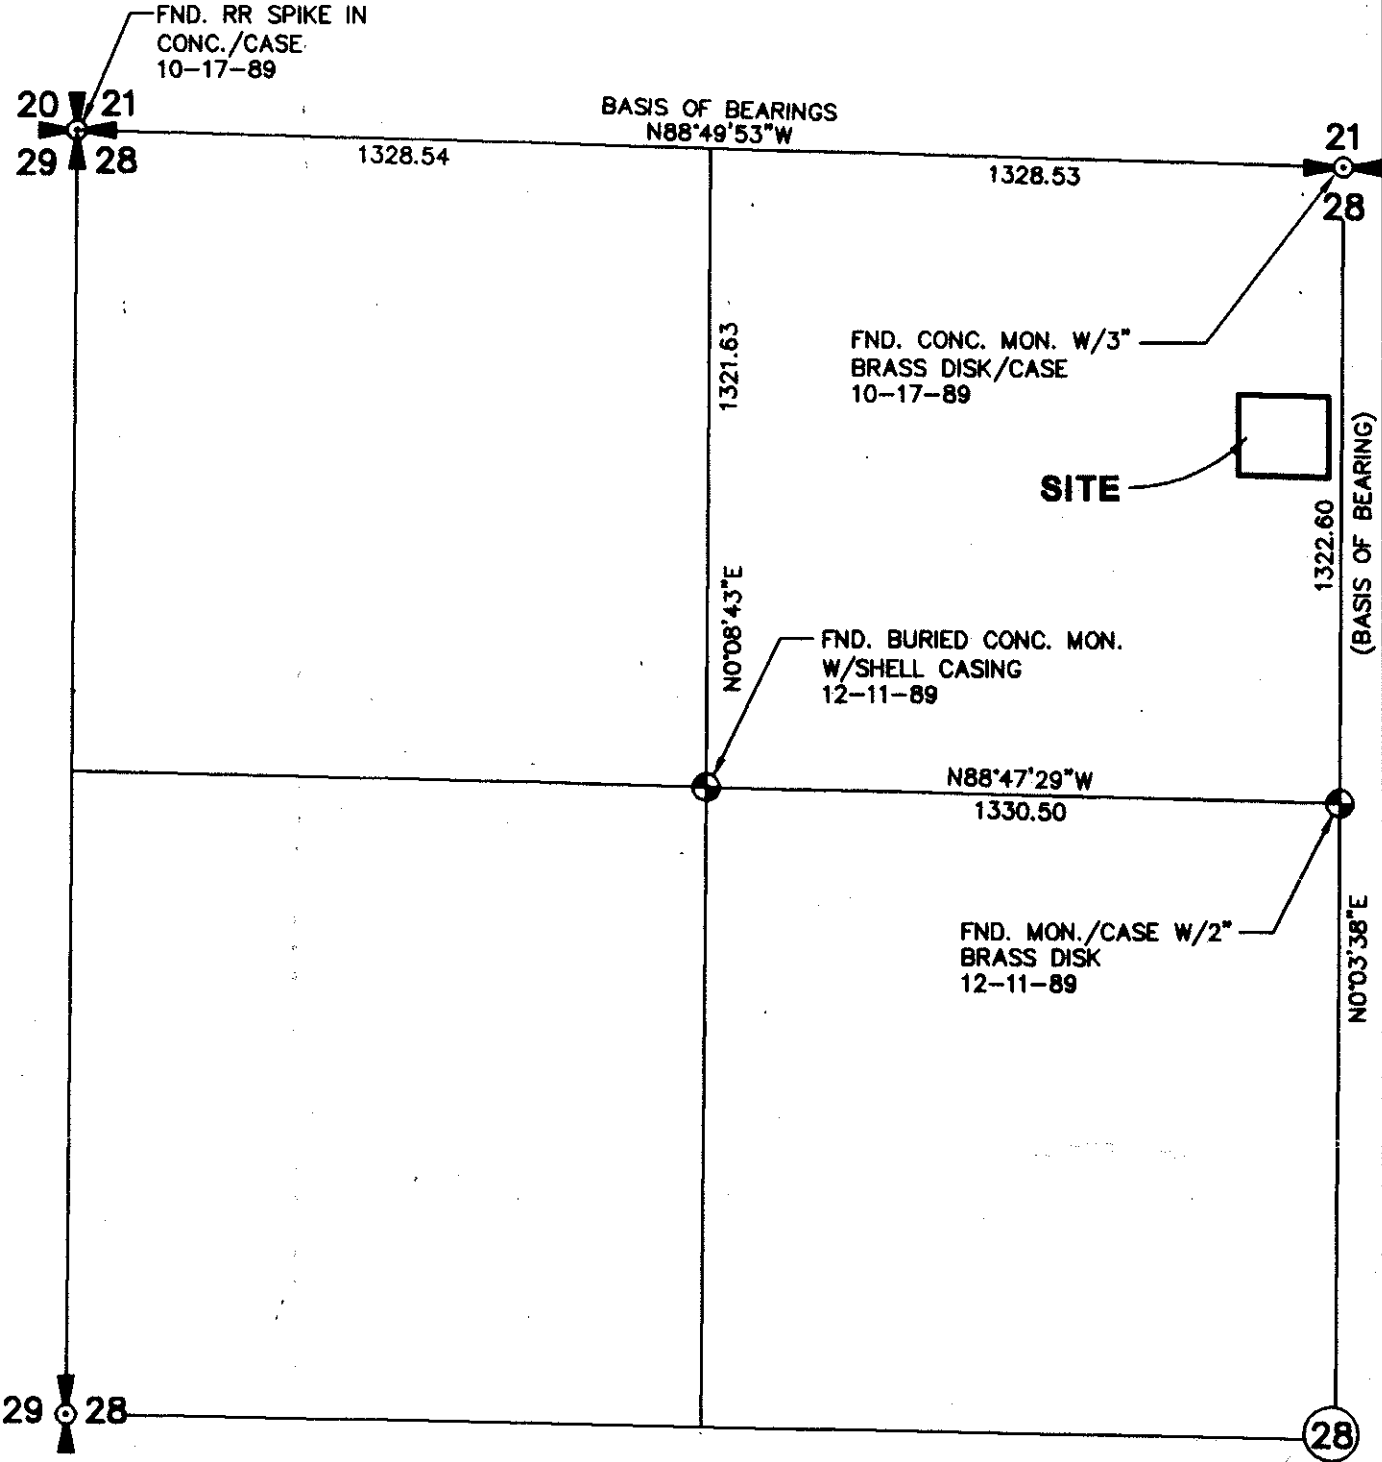 FND. RR SPIKE IN
CONC./CASE
10-17-89
20 21
29 28
BASIS OF BEARINGS
N88°49'53"W
1328.54
1328.53
21
28
1321.63
N0°08'43"E
FND. CONC. MON. W/3"
BRASS DISK/CASE
10-17-89
SITE
1322.60
(BASIS OF BEARING)
FND. BURIED CONC. MON.
W/SHELL CASING
12-11-89
N88°47'29"W
1330.50
FND. MON./CASE W/2"
BRASS DISK
12-11-89
N0°03'38"E
29 28
28